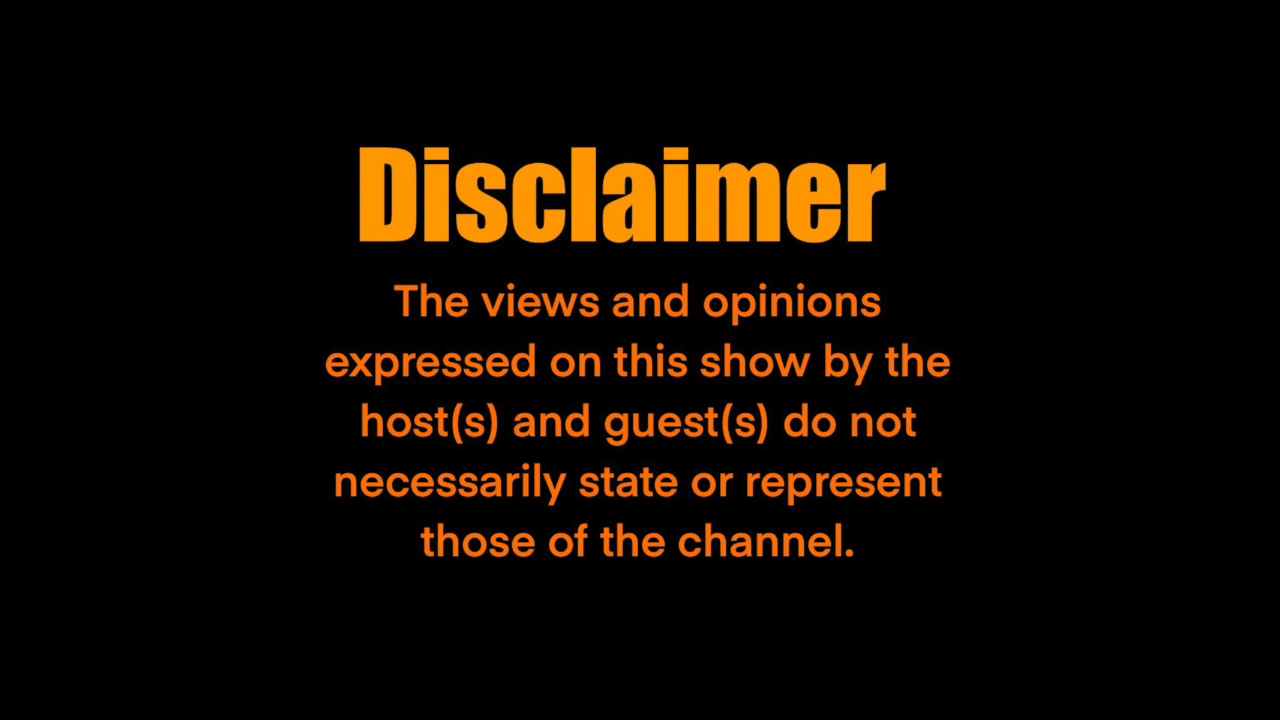 Disclaimer
The views and opinions
expressed on this show by the
host(s) and guest(s) do not
necessarily state or represent
those of the channel.